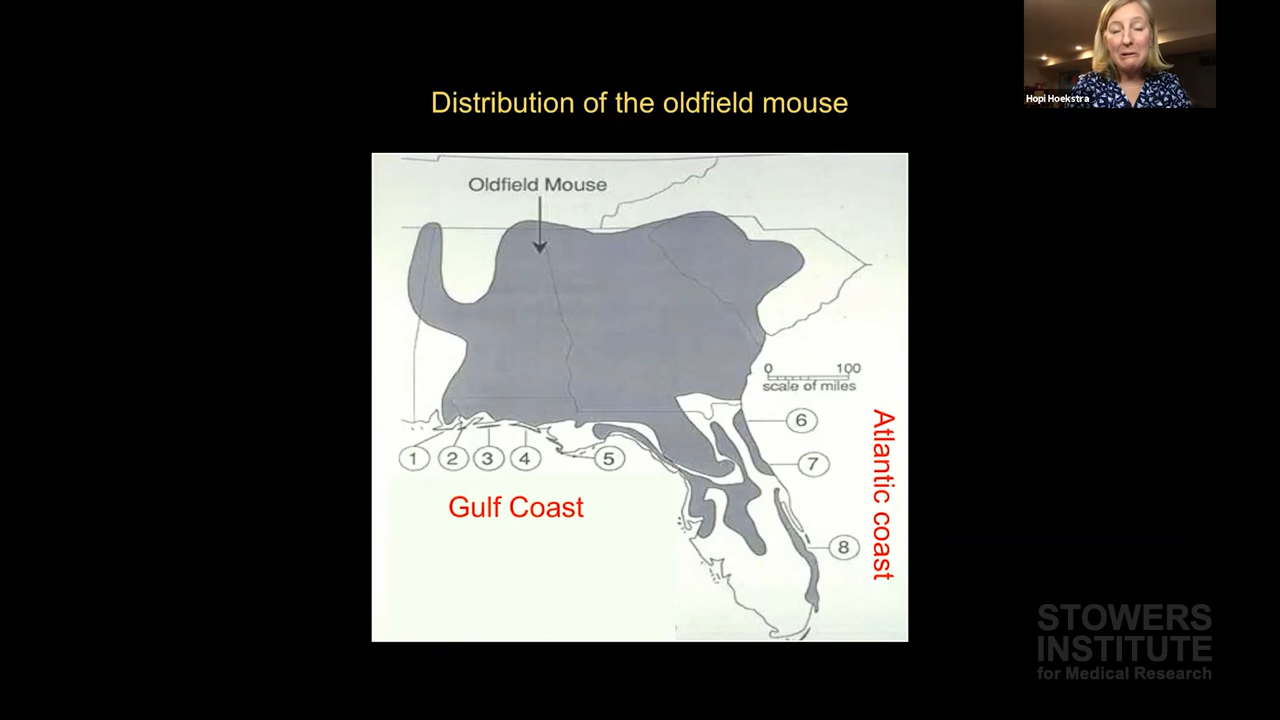 Hopi Hoekstra
Distribution of the oldfield mouse
Oldfield Mouse
0 100
scale of miles
6
7
8
1 2 3 4 5
Gulf Coast
Atlantic coast
STOWERS
INSTITUTE
for Medical Research